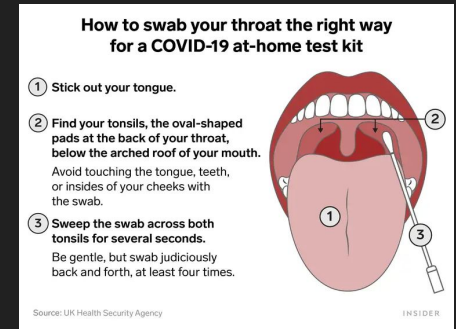 How to swab your throat the right way
for a COVID-19 at-home test kit
1 Stick out your tongue.
2 Find your tonsils, the oval-shaped
pads at the back of your throat,
below the arched roof of your mouth.
Avoid touching the tongue, teeth,
or insides of your cheeks with
the swab.
3 Sweep the swab across both
tonsils for several seconds.
Be gentle, but swab judiciously
back and forth, at least four times.
2
1
3
Source: UK Health Security Agency
INSIDER